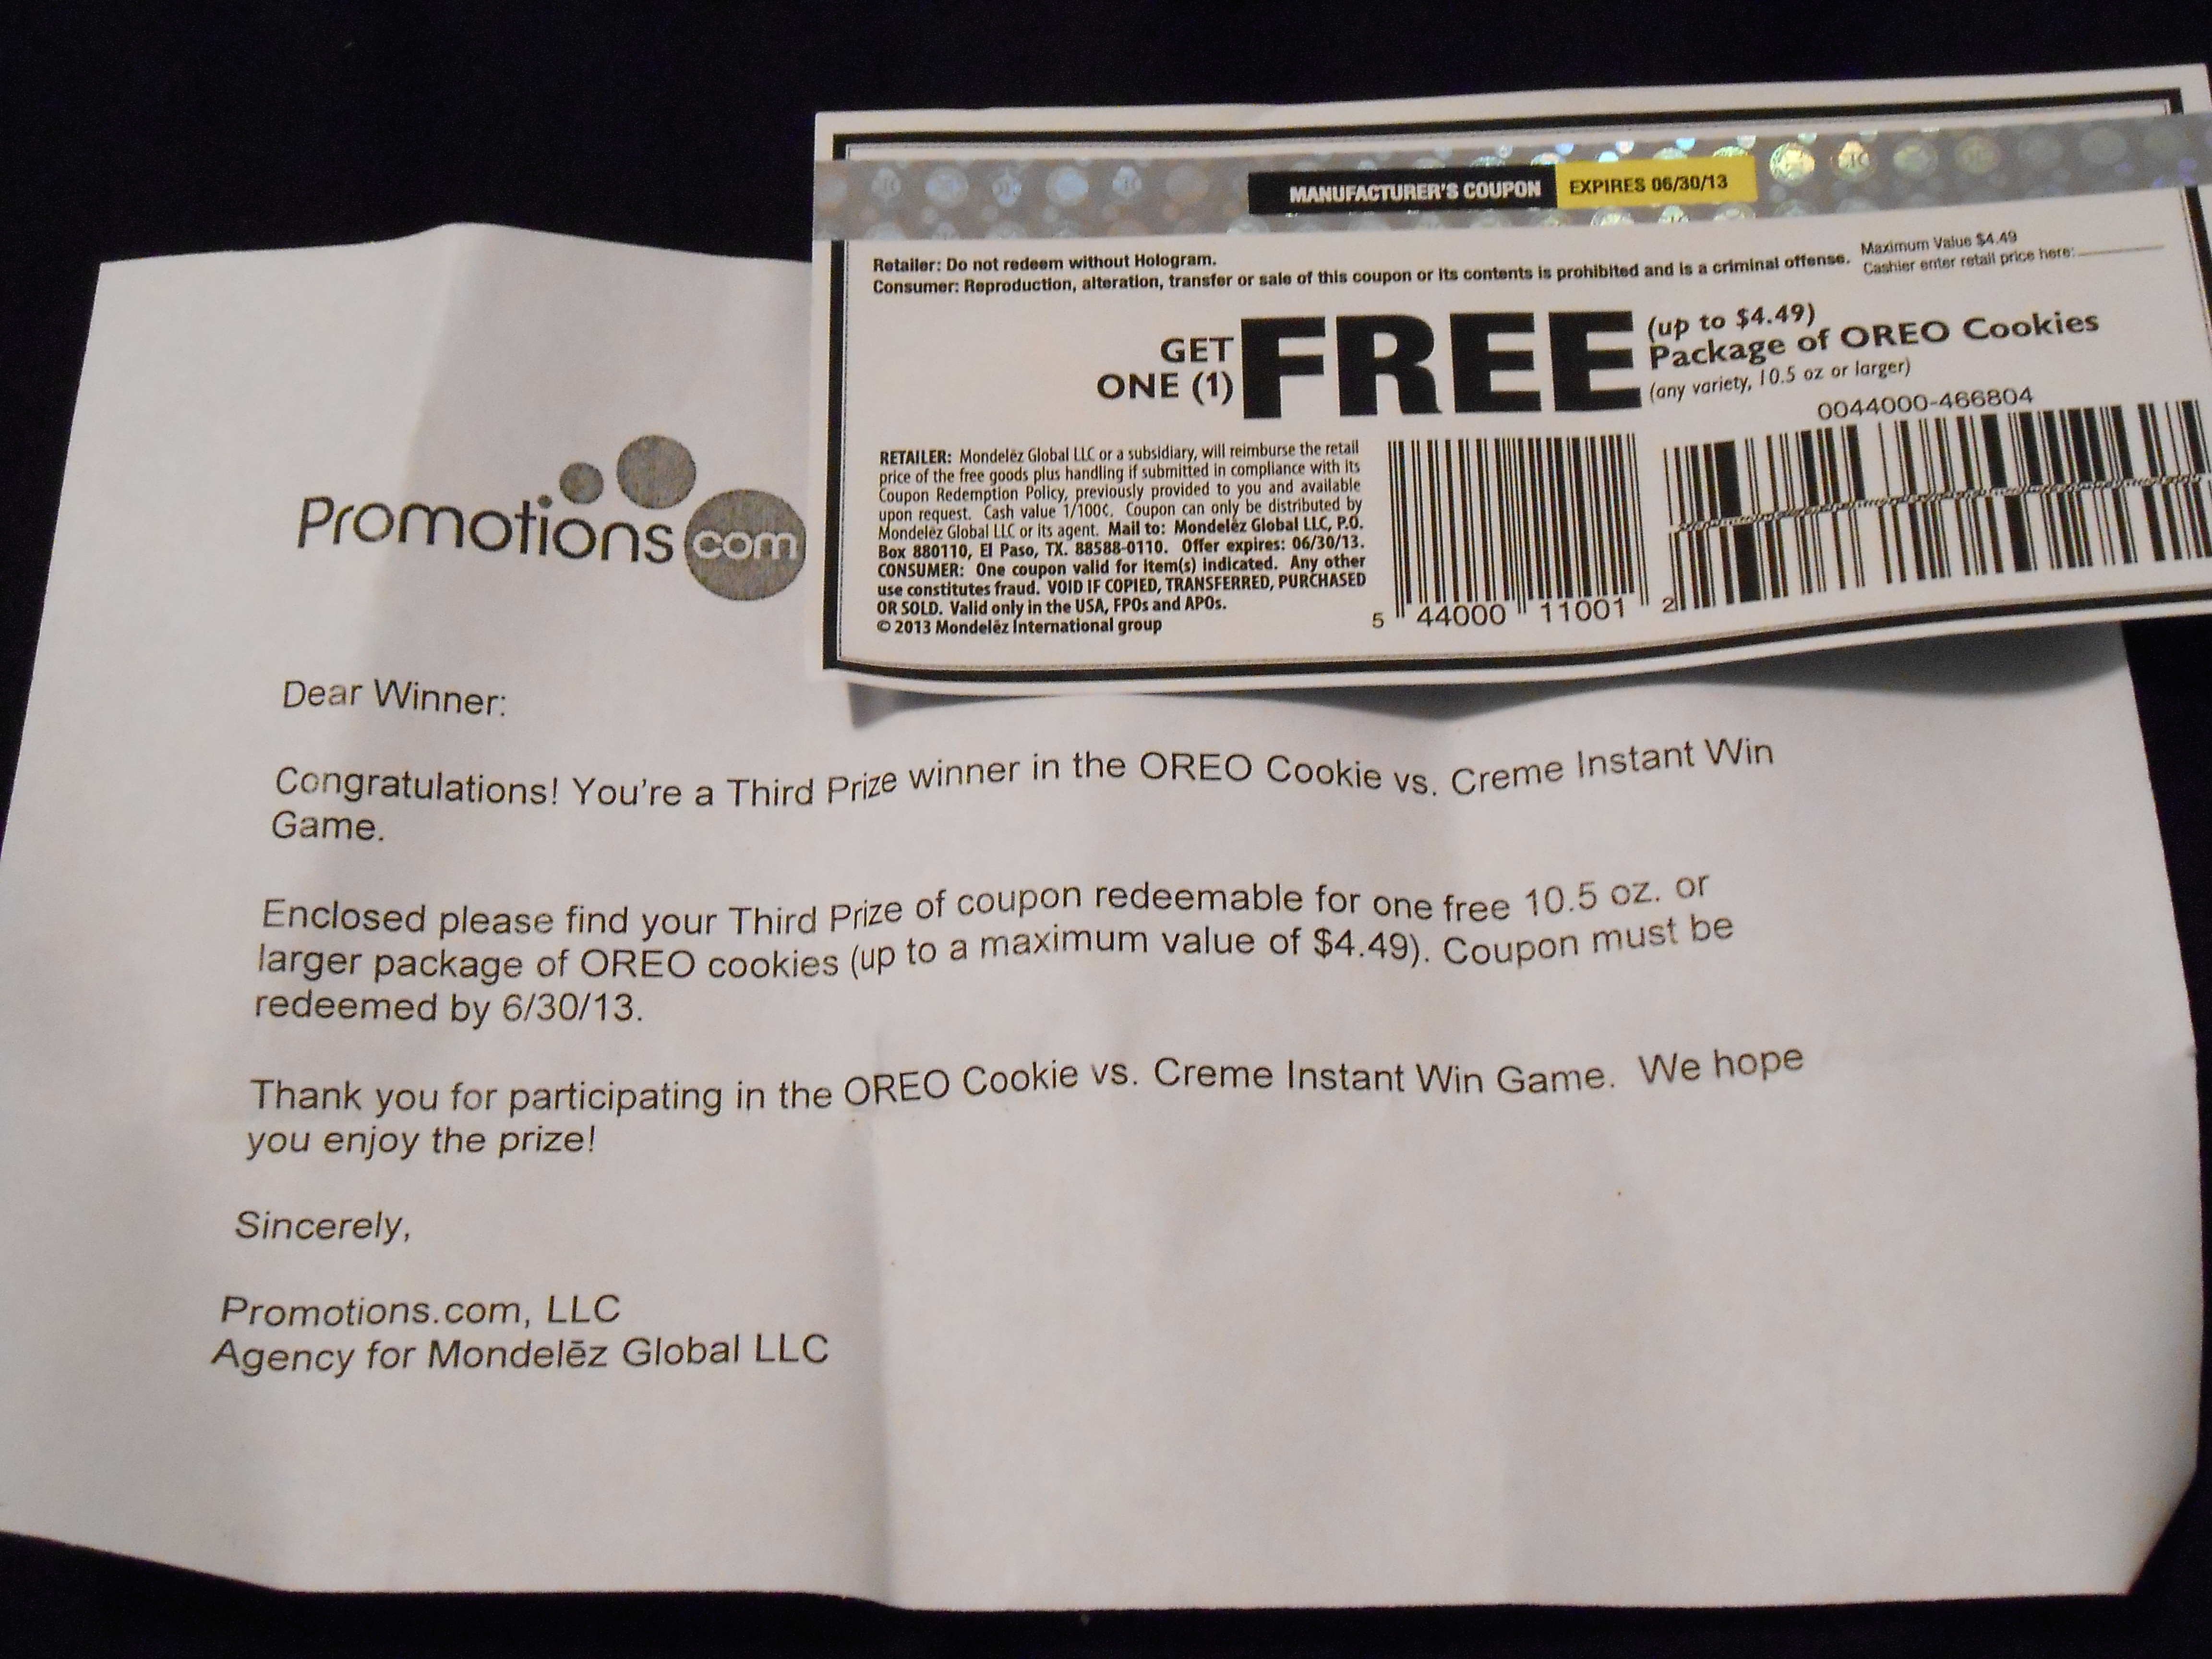 MANUFACTURER'S COUPON EXPIRES 06/30/13
Retailer: Do not redeem without Hologram.
Consumer: Reproduction, alteration, transfer or sale of this coupon or its contents is prohibited and is a criminal offense.
Maximum Value $4.49
Cashier enter retail price here:
GET
ONE (1)
FREE
(up to $4.49)
Package of OREO Cookies
(any variety, 10.5 oz or larger)
0044000-466804
RETAILER: Mondelēz Global LLC or a subsidiary, will reimburse the retail
price of the free goods plus handling if submitted in compliance with its
Coupon Redemption Policy, previously provided to you and available
upon request. Cash value 1/100¢. Coupon can only be distributed by
Mondelēz Global LLC or its agent. Mail to: Mondelēz Global LLC, P.O.
Box 880110, El Paso, TX. 88588-0110. Offer expires: 06/30/13.
CONSUMER: One coupon valid for item(s) indicated. Any other
use constitutes fraud. VOID IF COPIED, TRANSFERRED, PURCHASED
OR SOLD. Valid only in the USA, FPOs and APOs.
© 2013 Mondelēz International group
5 44000 11001 2
Promotions com
Dear Winner:
Congratulations! You're a Third Prize winner in the OREO Cookie vs. Creme Instant Win
Game.
Enclosed please find your Third Prize of coupon redeemable for one free 10.5 oz. or
larger package of OREO cookies (up to a maximum value of $4.49). Coupon must be
redeemed by 6/30/13.
Thank you for participating in the OREO Cookie vs. Creme Instant Win Game. We hope
you enjoy the prize!
Sincerely,
Promotions.com, LLC
Agency for Mondelēz Global LLC